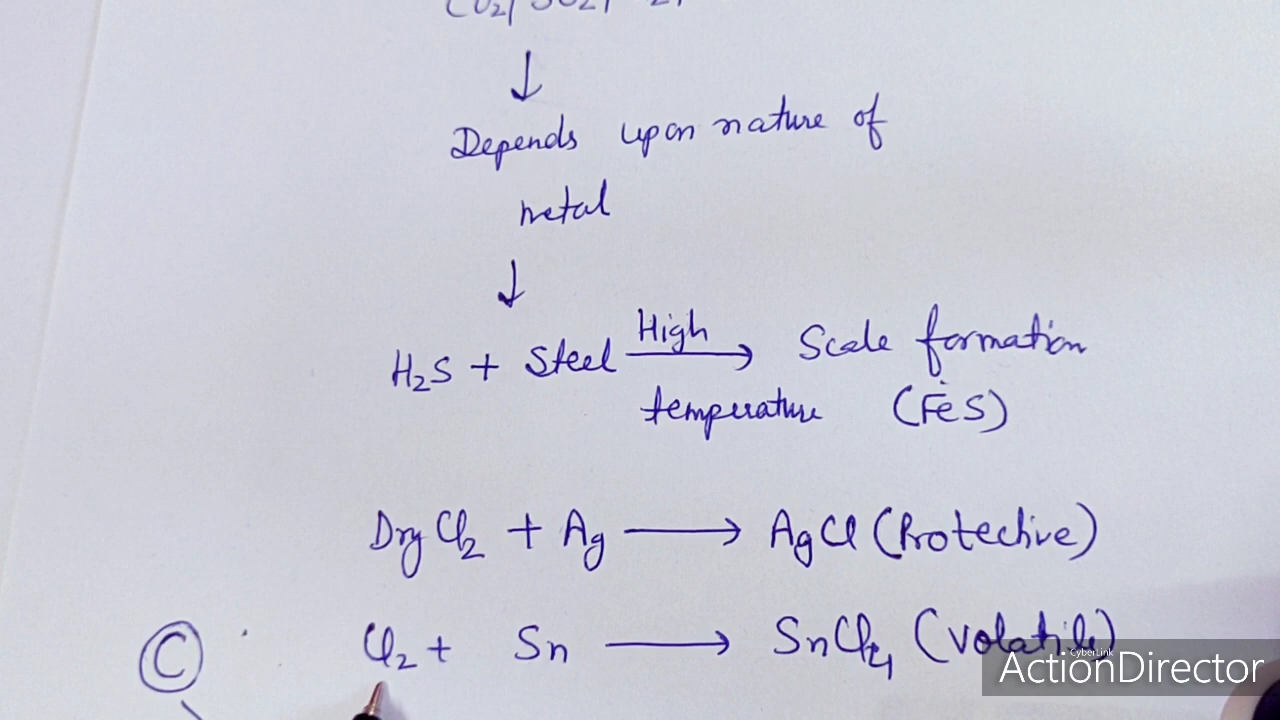 ↓
Depends upon nature of
metal
↓
H₂S + Steel High temperature → Scale formation
(FeS)
Dry Cl₂ + Ag → AgCl (Protective)
Cl₂ + Sn → SnCl₄ (Volatile)
©
CyberLink
ActionDirector